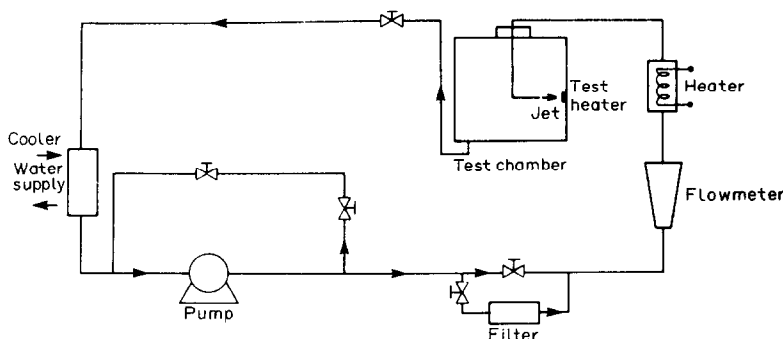 Test
heater
Jet
Heater
Test chamber
Cooler
Water
supply
Flowmeter
Pump
Filter